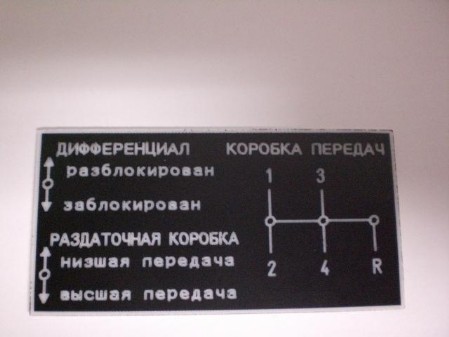 ДИФФЕРЕНЦИАЛ
разблокирован
заблокирован
РАЗДАТОЧНАЯ КОРОБКА
низшая передача
высшая передача
КОРОБКА ПЕРЕДАЧ
1 3
2 4 R